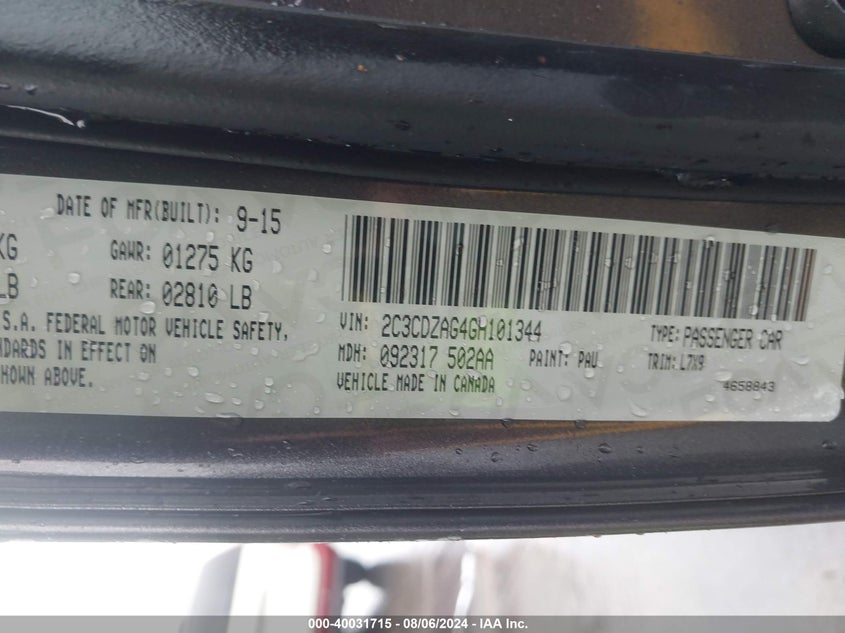 DATE OF MFR(BUILT): 9-15
KG GAWR: 01275 KG
LB REAR: 02810 LB
S.A. FEDERAL MOTOR VEHICLE SAFETY,
NDARDS IN EFFECT ON
HOWN ABOVE.
VIN: 2C3CDZAG4GH101344 TYPE: PASSENGER CAR
MDH: 092317 502AA PAINT: PAU TRIM: L7X9
VEHICLE MADE IN CANADA 4658843
000-40031715 - 08/06/2024 - IAA Inc.